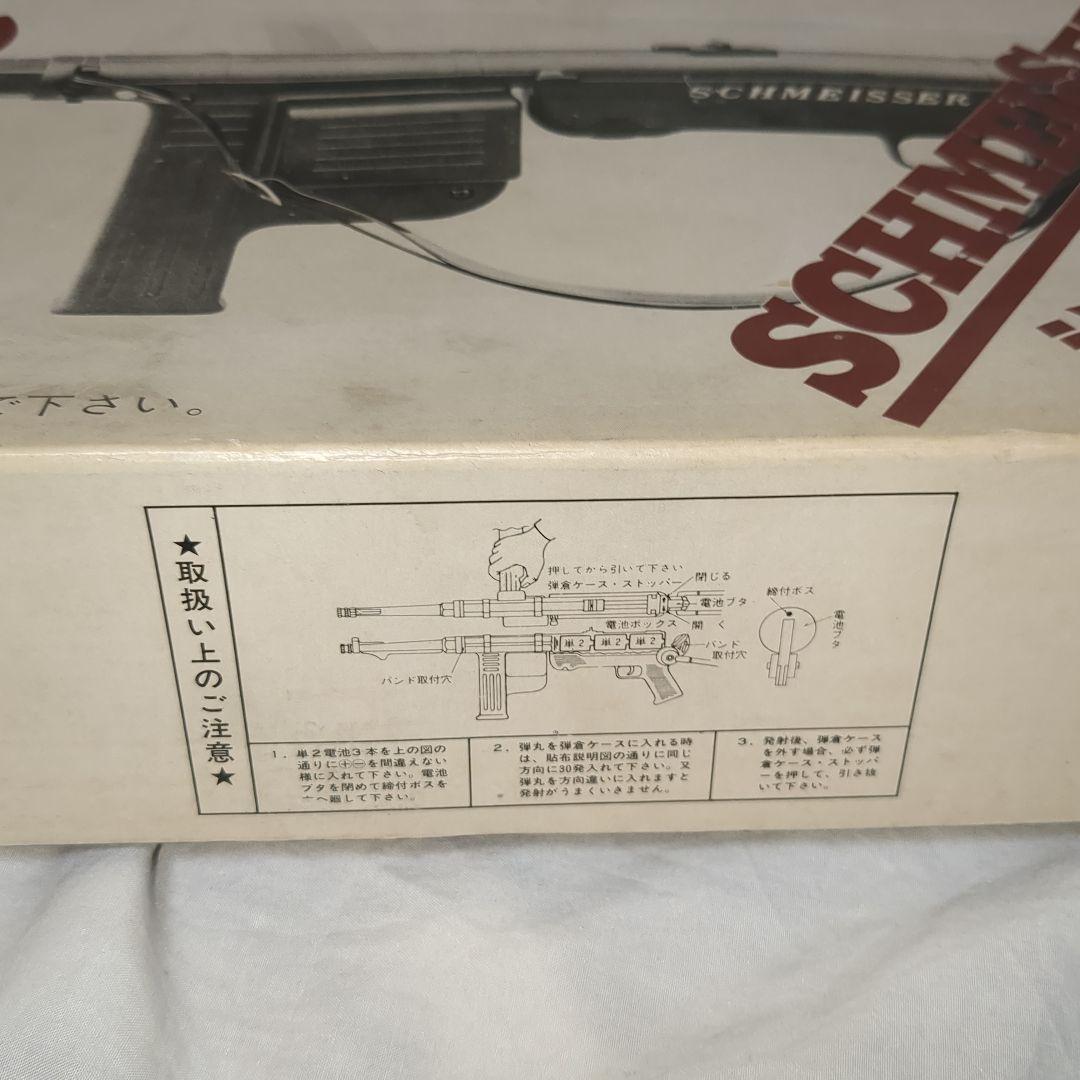 SCHMEISSER
SCHMEISSE
で下さい。
★取扱い上のご注意★
押してから引いて下さい
弾倉ケース・ストッパー
閉じる
電池ブタ
電池ボックス
開く
単2
単2
単2
バンド
取付穴
バンド取付穴
締付ボス
電池ブタ
1. 単2電池3本を上の図の
通りに⊕⊖を間違えない
様に入れて下さい。電池
ブタを閉めて締付ボスを
へ廻して下さい。
2. 弾丸を弾倉ケースに入れる時
は、貼布説明図の通りに同じ
方向に30発入れて下さい。又
弾丸を方向違いに入れますと
発射がうまくいきません。
3. 発射後、弾倉ケース
を外す場合、必ず弾
倉ケース・ストッパ
ーを押して、引き抜
いて下さい。